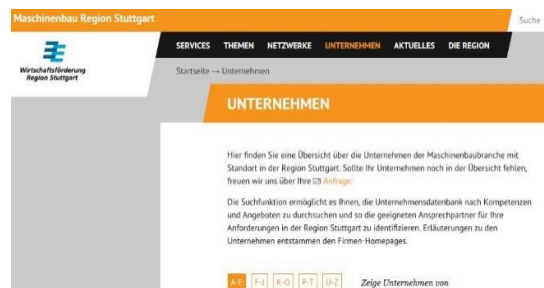 Maschinenbau Region Stuttgart
Suche
SERVICES THEMEN NETZWERKE UNTERNEHMEN AKTUELLES DIE REGION
Wirtschaftsförderung
Region Stuttgart
Startseite → Unternehmen
UNTERNEHMEN
Hier finden Sie eine Übersicht über die Unternehmen der Maschinenbaubranche mit
Standort in der Region Stuttgart. Sollte Ihr Unternehmen noch in der Übersicht fehlen,
freuen wir uns über Ihre Anfrage.
Die Suchfunktion ermöglicht es Ihnen, die Unternehmensdatenbank nach Kompetenzen
und Angeboten zu durchsuchen und so die geeigneten Ansprechpartner für Ihre
Anforderungen in der Region Stuttgart zu identifizieren. Erläuterungen zu den
Unternehmen entstammen den Firmen-Homepages.
A-E F-J K-O P-T U-Z Zeige Unternehmen von